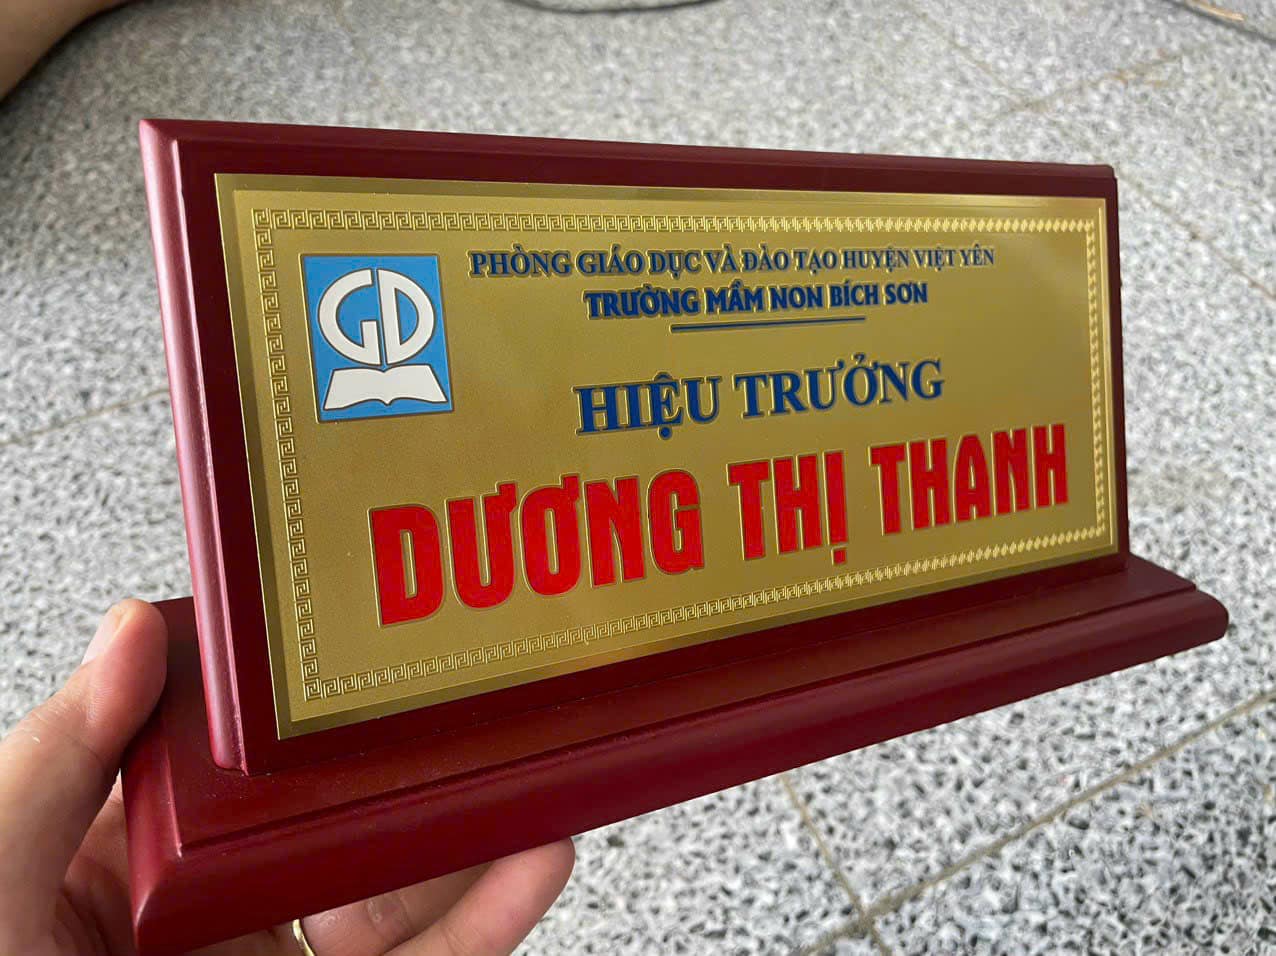 GD
PHÒNG GIÁO DỤC VÀ ĐÀO TẠO HUYỆN VIỆT YÊN
TRƯỜNG MẦM NON BÍCH SƠN
HIỆU TRƯỞNG
DƯƠNG THỊ THANH